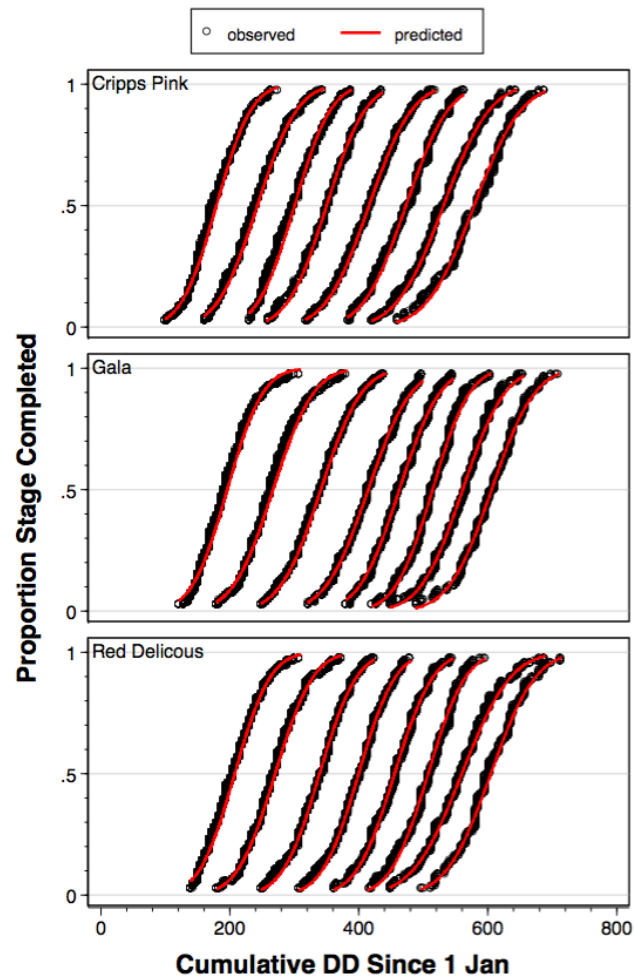 observed predicted
Cripps Pink
1
.5
0
Gala
1
.5
0
Red Delicous
1
.5
0
Proportion Stage Completed
0 200 400 600 800
Cumulative DD Since 1 Jan